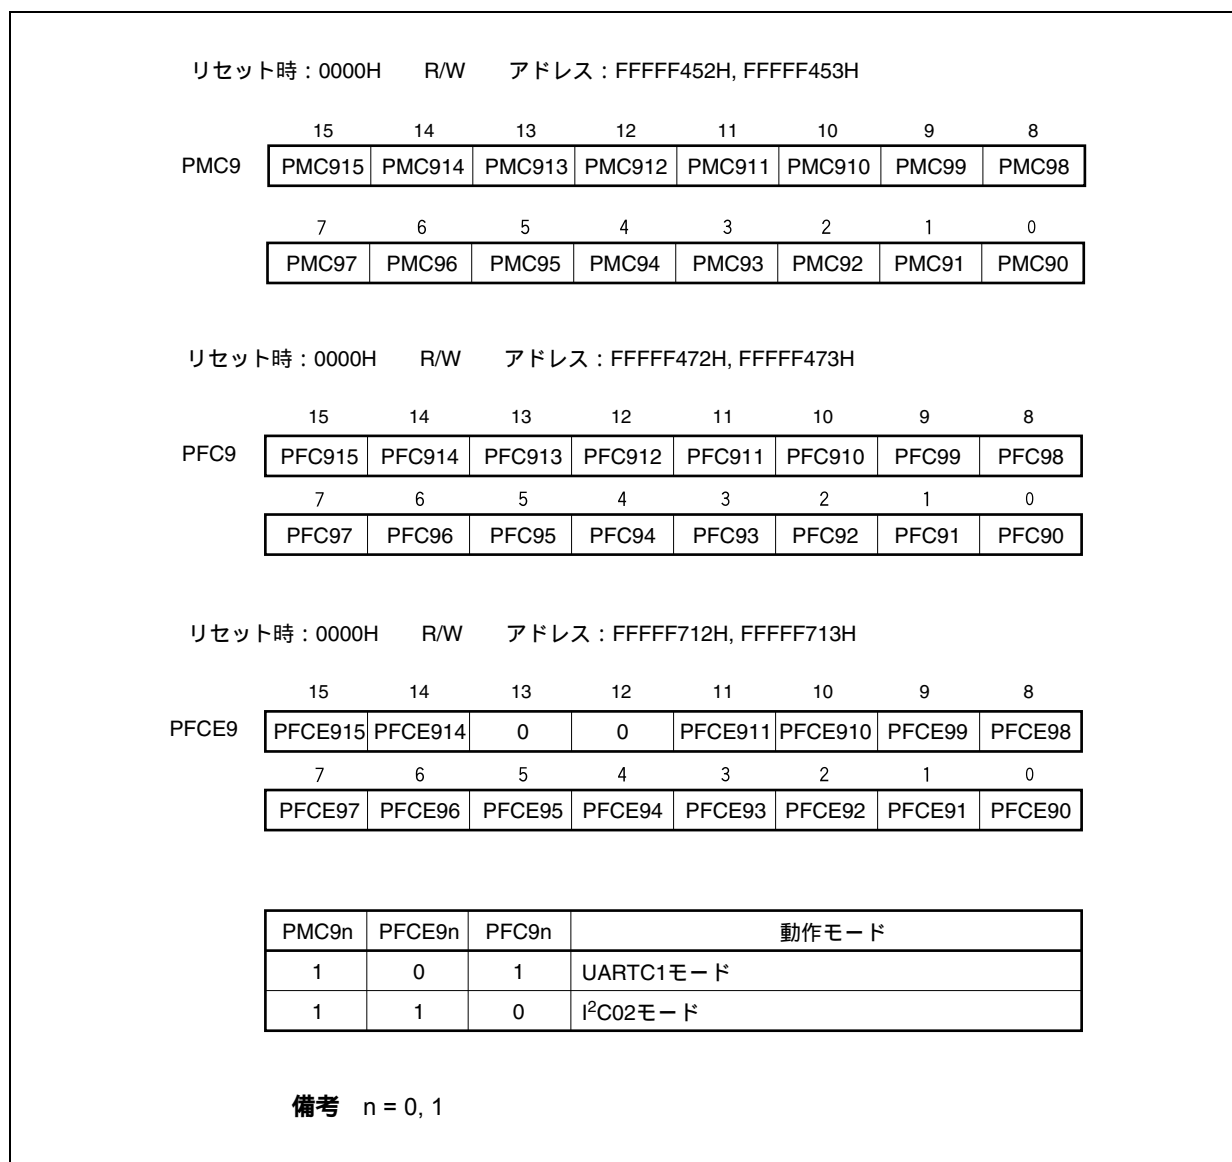 リセット時：0000H　R/W　アドレス：FFFFF452H, FFFFF453H
15 14 13 12 11 10 9 8
PMC9 PMC915 PMC914 PMC913 PMC912 PMC911 PMC910 PMC99 PMC98
7 6 5 4 3 2 1 0
PMC97 PMC96 PMC95 PMC94 PMC93 PMC92 PMC91 PMC90
リセット時：0000H　R/W　アドレス：FFFFF472H, FFFFF473H
15 14 13 12 11 10 9 8
PFC9 PFC915 PFC914 PFC913 PFC912 PFC911 PFC910 PFC99 PFC98
7 6 5 4 3 2 1 0
PFC97 PFC96 PFC95 PFC94 PFC93 PFC92 PFC91 PFC90
リセット時：0000H　R/W　アドレス：FFFFF712H, FFFFF713H
15 14 13 12 11 10 9 8
PFCE9 PFCE915 PFCE914 0 0 PFCE911 PFCE910 PFCE99 PFCE98
7 6 5 4 3 2 1 0
PFCE97 PFCE96 PFCE95 PFCE94 PFCE93 PFCE92 PFCE91 PFCE90
PMC9n PFCE9n PFC9n 動作モード
1 0 1 UARTC1モード
1 1 0 I²C02モード
備考　n = 0, 1